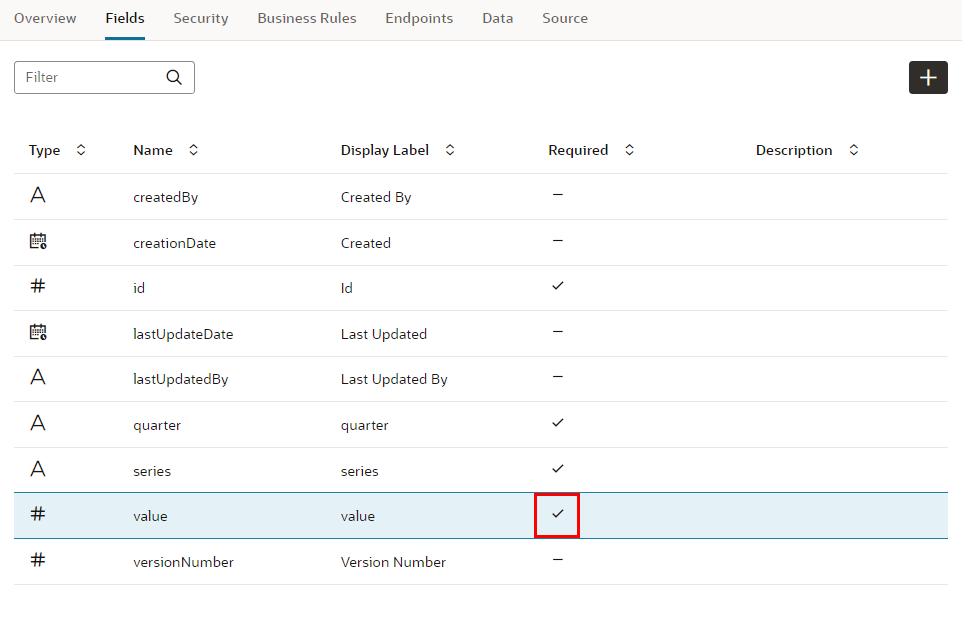 Overview Fields Security Business Rules Endpoints Data Source
Filter
Type Name Display Label Required Description
A createdBy Created By —
creationDate Created —
# id Id ✓
lastUpdateDate Last Updated —
A lastUpdatedBy Last Updated By —
A quarter quarter ✓
A series series ✓
# value value ✓
# versionNumber Version Number —